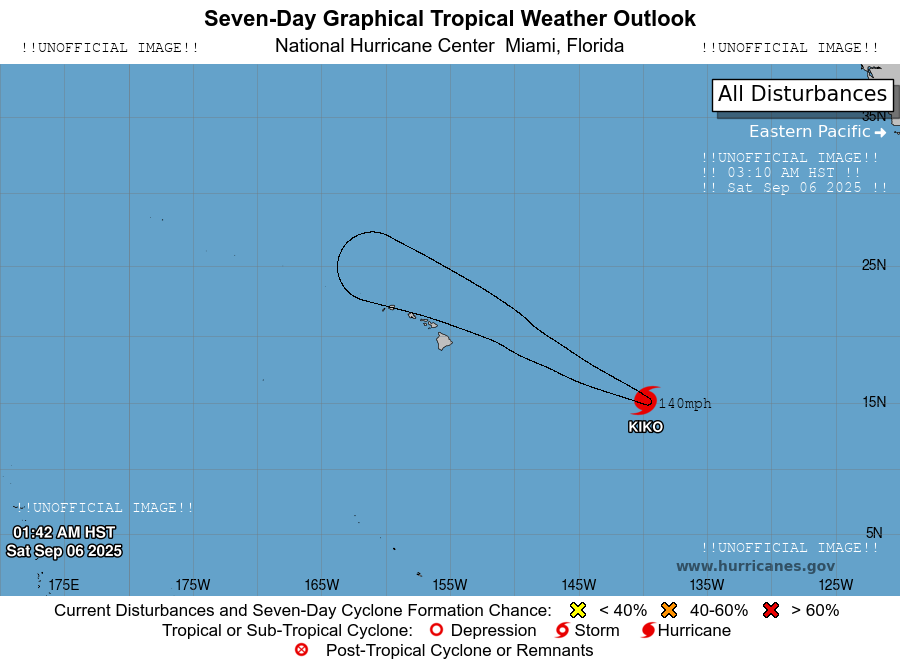 Seven-Day Graphical Tropical Weather Outlook
!!UNOFFICIAL IMAGE!! National Hurricane Center Miami, Florida !!UNOFFICIAL IMAGE!!
All Disturbances
35N
Eastern Pacific
!!UNOFFICIAL IMAGE!!
!! 03:10 AM HST !!
!! Sat Sep 06 2025 !!
25N
140mph 15N
KIKO
!!UNOFFICIAL IMAGE!!
01:42 AM HST 5N
Sat Sep 06 2025 !!UNOFFICIAL IMAGE!!
www.hurricanes.gov
175E 175W 165W 155W 145W 135W 125W
Current Disturbances and Seven-Day Cyclone Formation Chance: < 40% 40-60% > 60%
Tropical or Sub-Tropical Cyclone: Depression Storm Hurricane
Post-Tropical Cyclone or Remnants